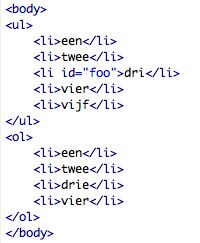 <body>
<ul>
<li>een</li>
<li>twee</li>
<li id="foo">dri</li>
<li>vier</li>
<li>vijf</li>
</ul>
<ol>
<li>een</li>
<li>twee</li>
<li>drie</li>
<li>vier</li>
</ol>
</body>